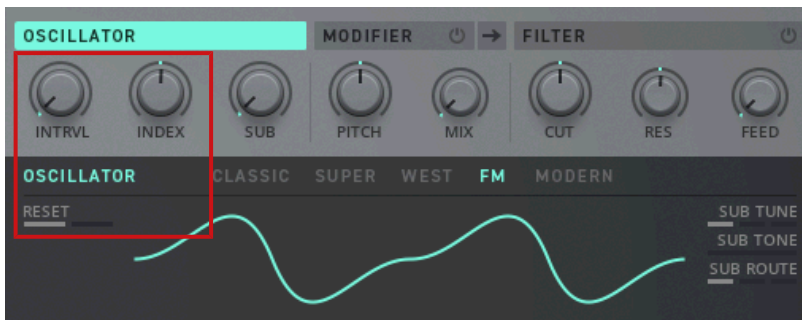 OSCILLATOR MODIFIER FILTER
INTRVL INDEX SUB PITCH MIX CUT RES FEED
OSCILLATOR CLASSIC SUPER WEST FM MODERN
RESET SUB TUNE
SUB TONE
SUB ROUTE